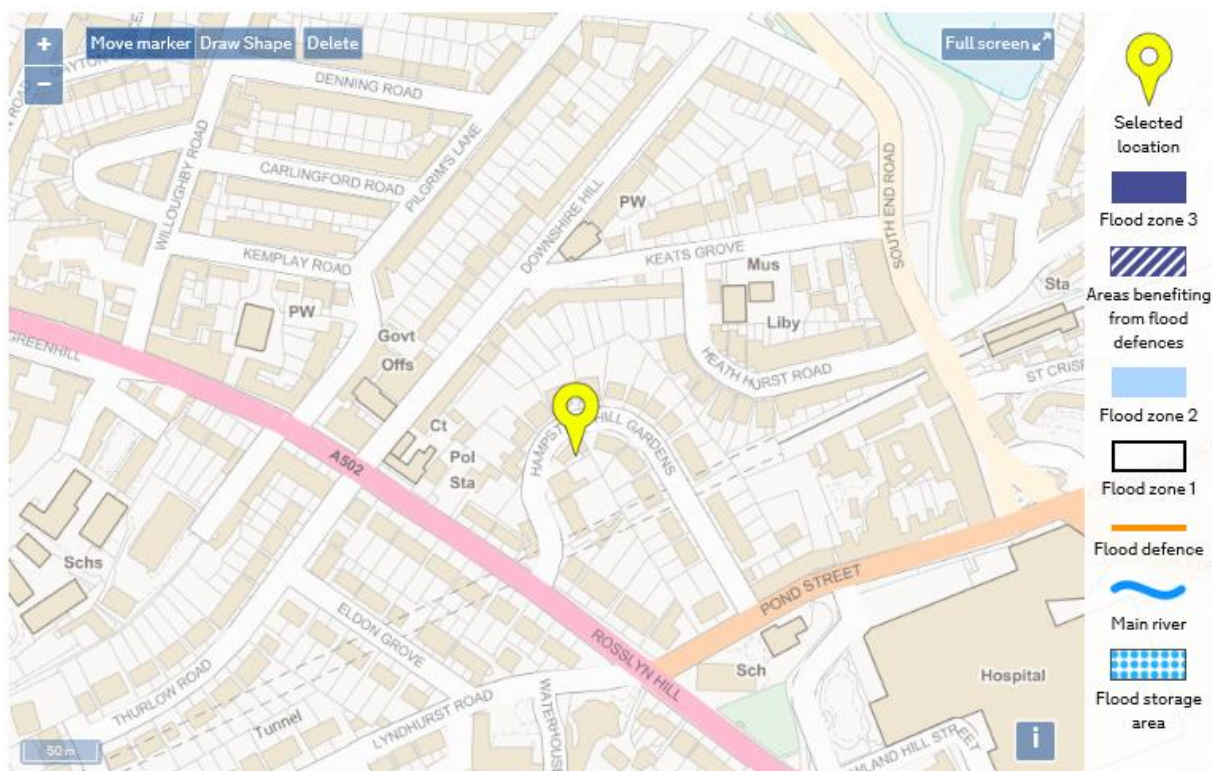 +
−
Move marker
Draw Shape
Delete
Full screen
DENNING ROAD
WILLOUGHBY ROAD
CARLINGFORD ROAD
PILGRIM'S LANE
KEMPLAY ROAD
DOWNSHIRE HILL
PW
KEATS GROVE
SOUTH END ROAD
Mus
Liby
Sta
PW
Govt
Offs
GREENHILL
HEATH HURST ROAD
ST CRISP
Ct
Pol
Sta
A502
HILL GARDENS
Schs
POND STREET
ELDON GROVE
ROSSLYN HILL
Sch
Hospital
THURLOW ROAD
Tunnel
LYNDHURST ROAD
WATERHOUSE
STREET
50 m
i
Selected
location
Flood zone 3
Areas benefiting
from flood
defences
Flood zone 2
Flood zone 1
Flood defence
Main river
Flood storage
area